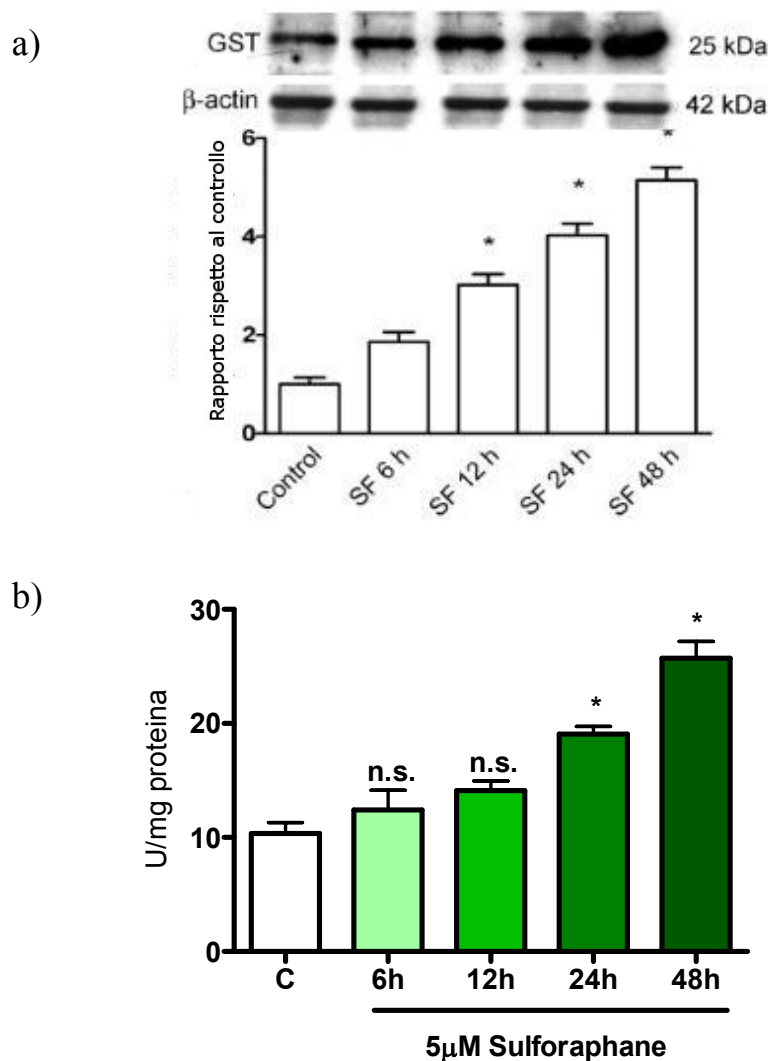 a)
GST 25 kDa
β-actin 42 kDa
Rapporto rispetto al controllo
6
4
2
0
*
*
*
Control SF 6 h SF 12 h SF 24 h SF 48 h
b)
U/mg proteina
30
20
10
0
n.s. n.s. * *
C 6h 12h 24h 48h
5μM Sulforaphane